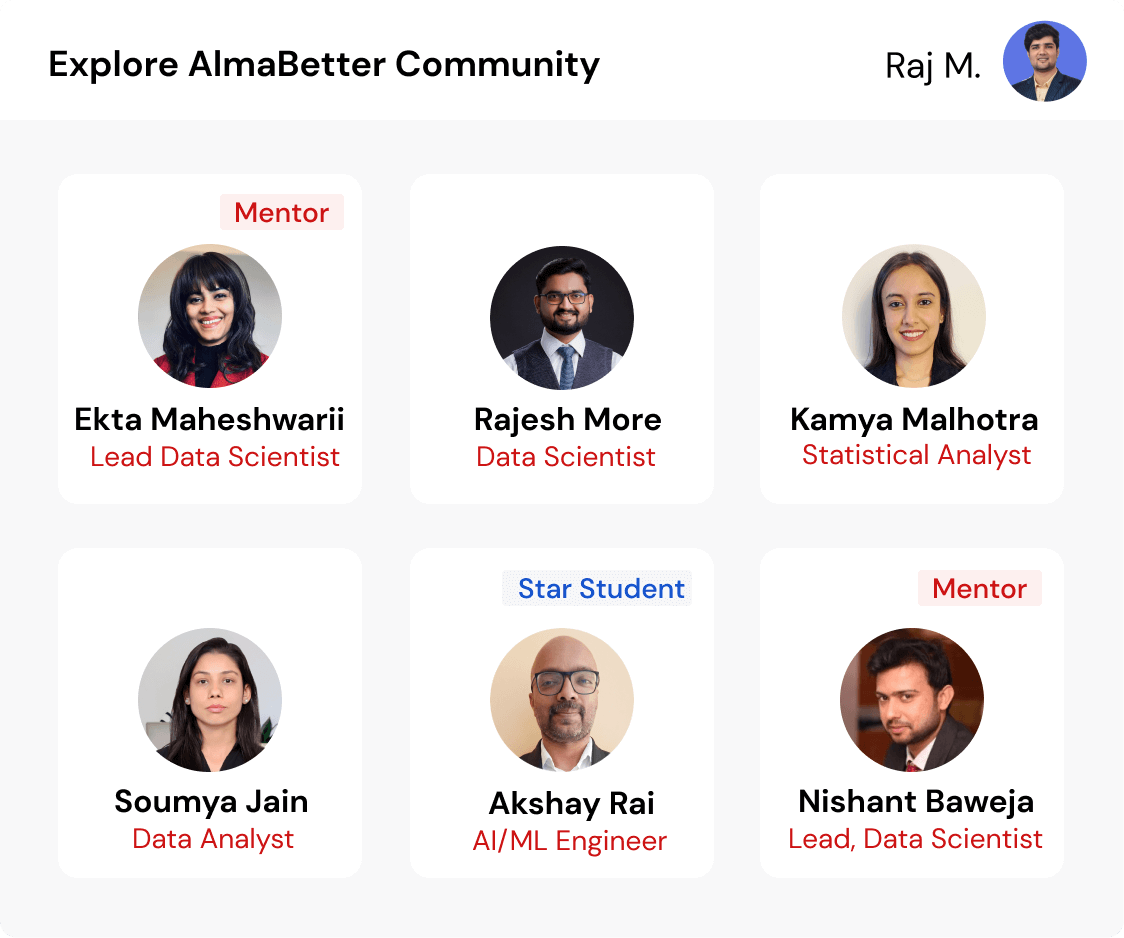 Explore AlmaBetter Community
Raj M.
Mentor
Ekta Maheshwarii
Lead Data Scientist
Rajesh More
Data Scientist
Kamya Malhotra
Statistical Analyst
Soumya Jain
Data Analyst
Star Student
Akshay Rai
AI/ML Engineer
Mentor
Nishant Baweja
Lead, Data Scientist